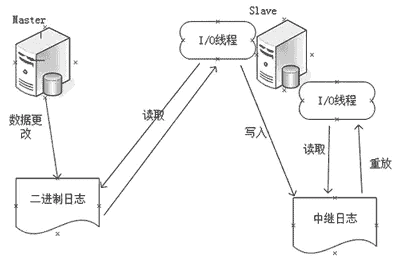 Master
Slave
I/O线程
I/O线程
数据更
改
读取
写入
读取
重放
二进制日志
中继日志